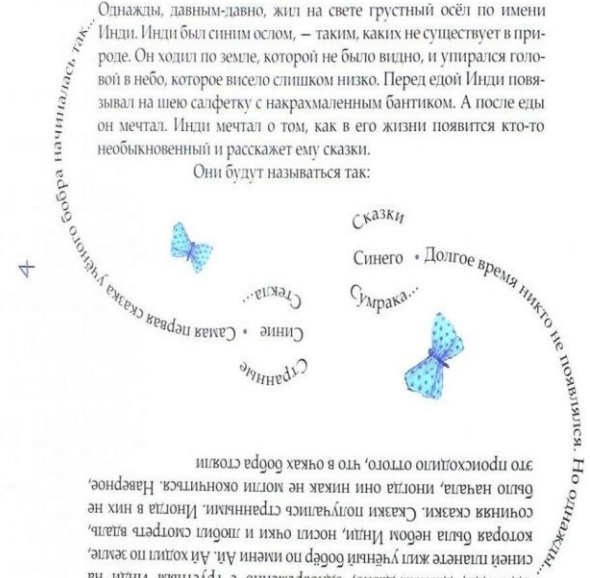 Однажды, давным-давно, жил на свете грустный осёл по имени
Инди. Инди был синим ослом, – таким, каких не существует в при-
роде. Он ходил по земле, которой не было видно, и упирался голо-
вой в небо, которое висело слишком низко. Перед едой Инди повя-
зывал на шею салфетку с накрахмаленным бантиком. А после еды
он мечтал. Инди мечтал о том, как в его жизни появится кто-то
необыкновенный и расскажет ему сказки.
Они будут называться так:
Сказки
Синего • Долгое время никто не появлялся. Но однажды...
Сумрака...
4
одновременно с грустным Инди на
синей планете жил учёный бобёр по имени Ай. Ай ходил по земле,
которая была небом Инди, носил очки и любил смотреть вдаль,
сочиняя сказки. Сказки получались странными. Иногда в них не
было начала, иногда они никак не могли окончиться. Наверное,
это происходило оттого, что в очках бобра стояли
Странные
Синие • Самая первая сказка учёного бобра начиналась так...
Стекла...